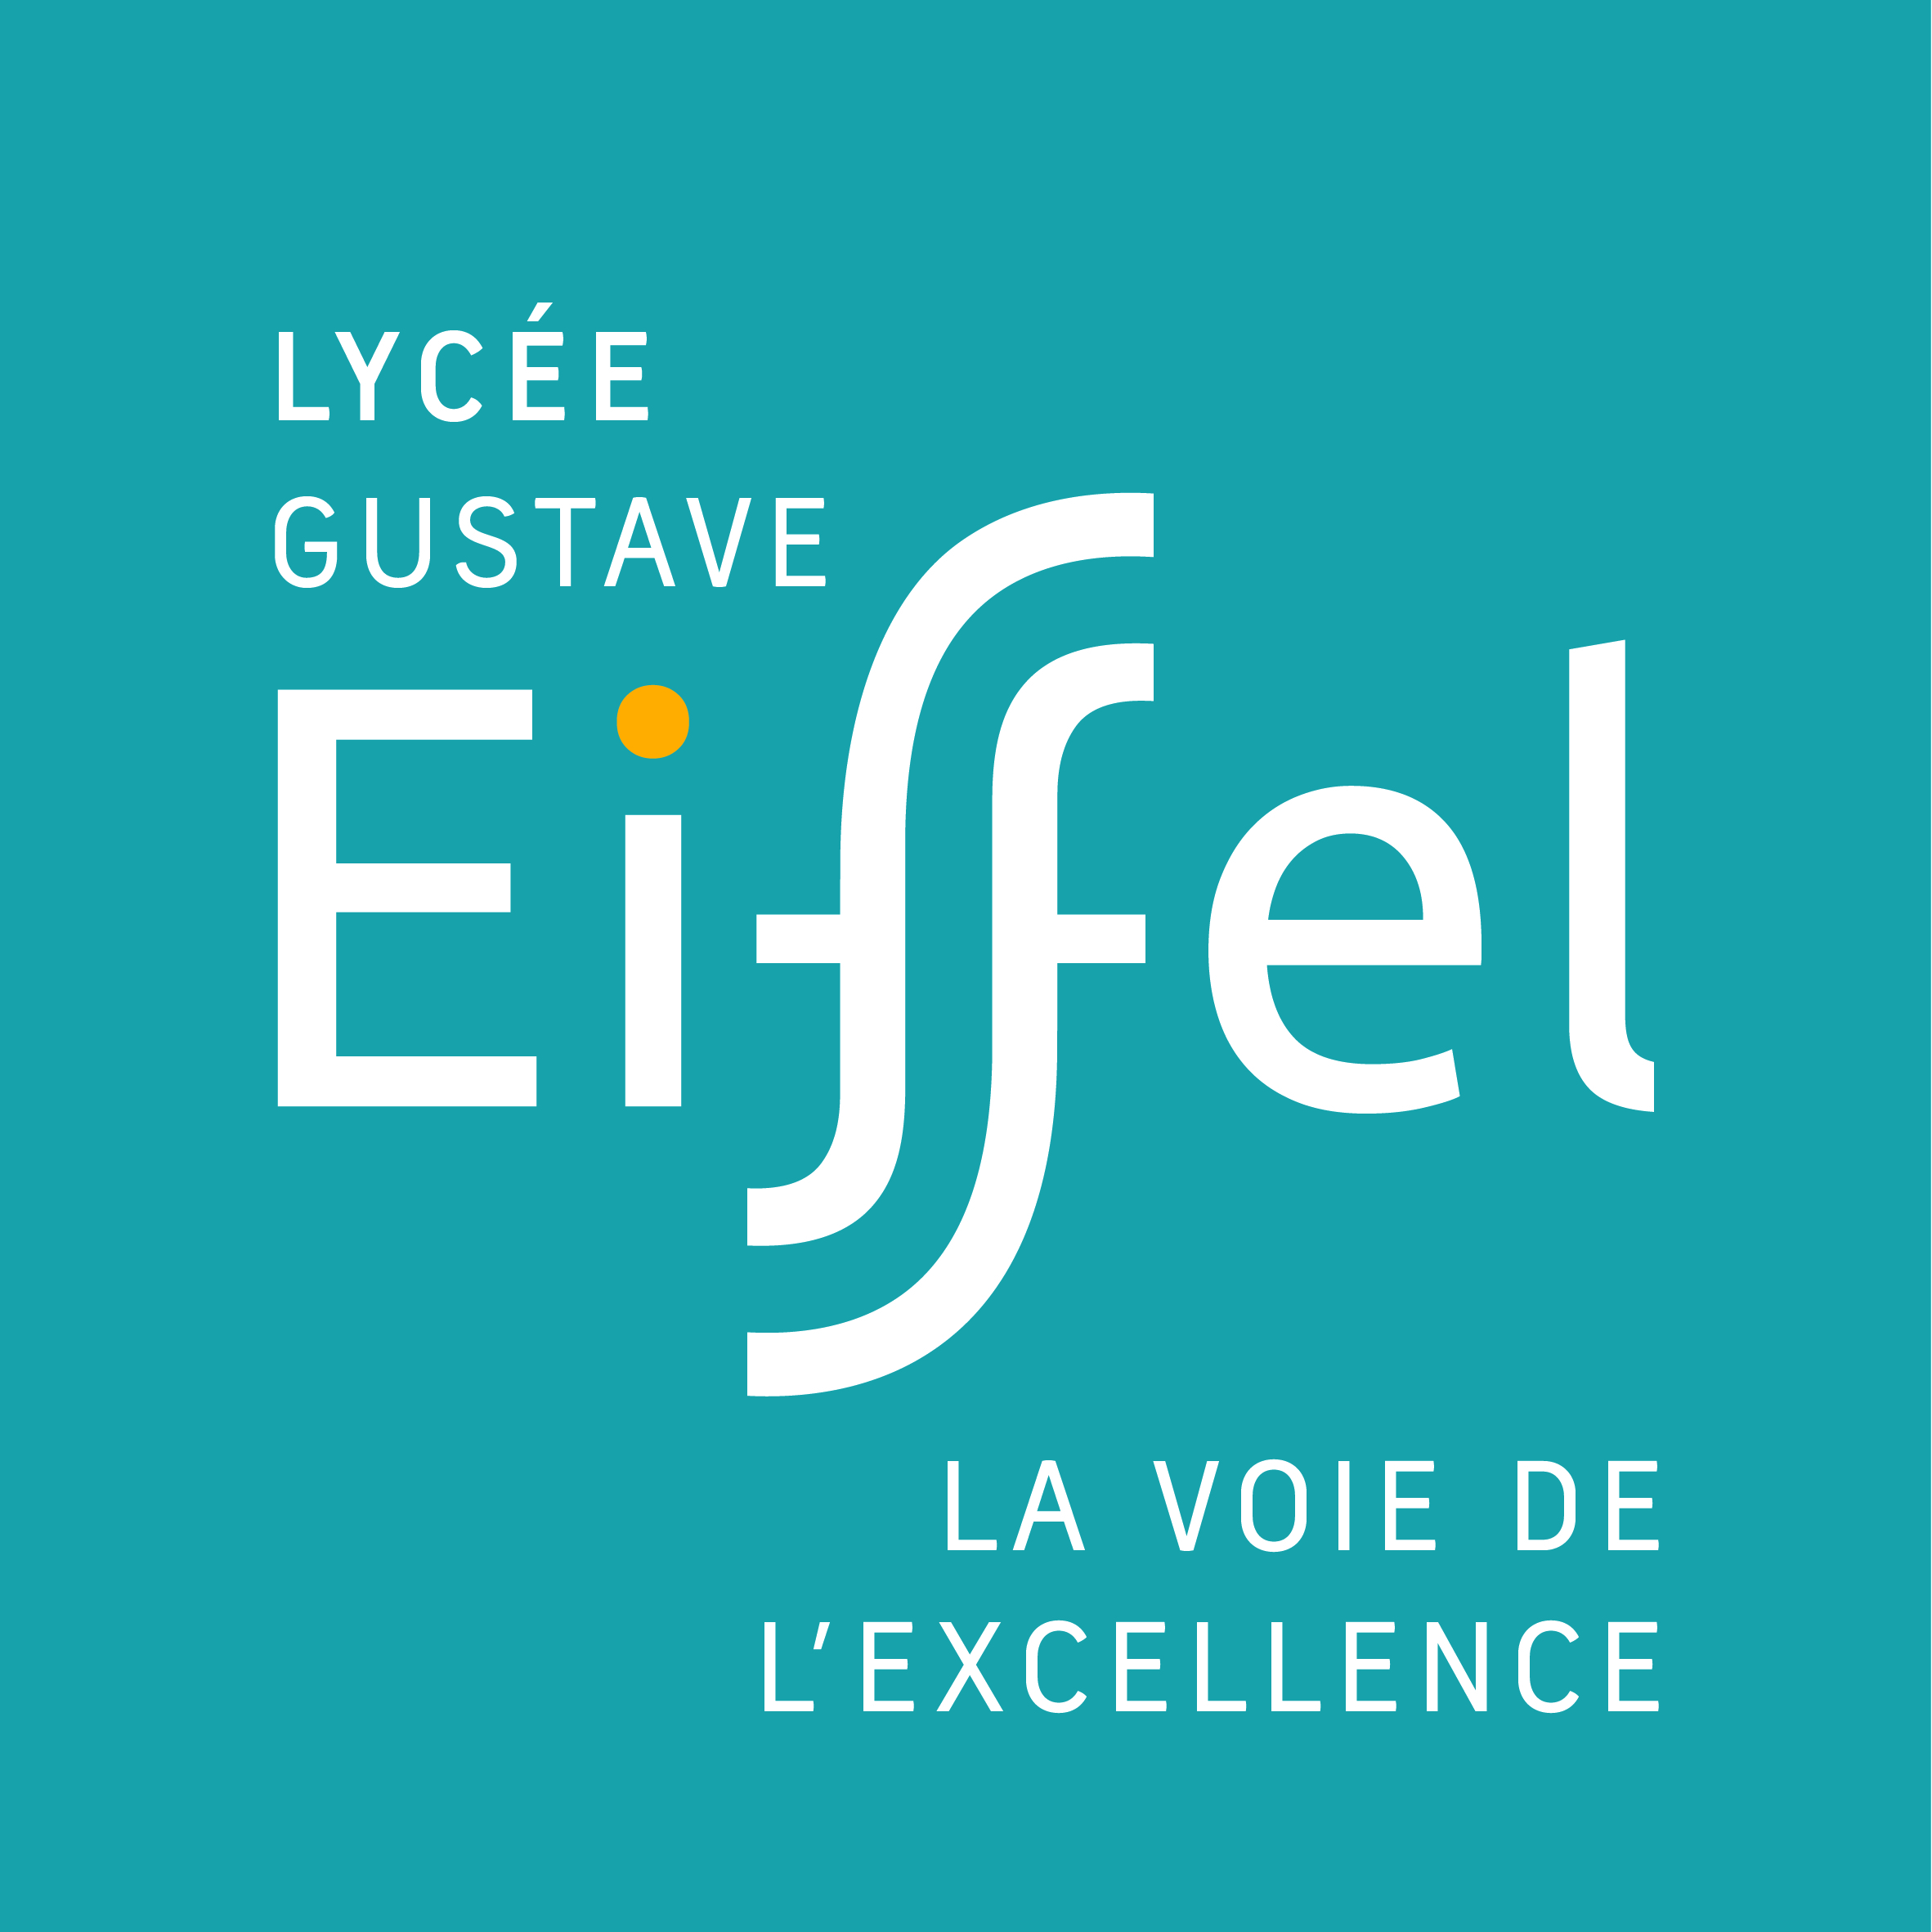 LYCÉE
GUSTAVE
Eiffel
LA VOIE DE
L'EXCELLENCE